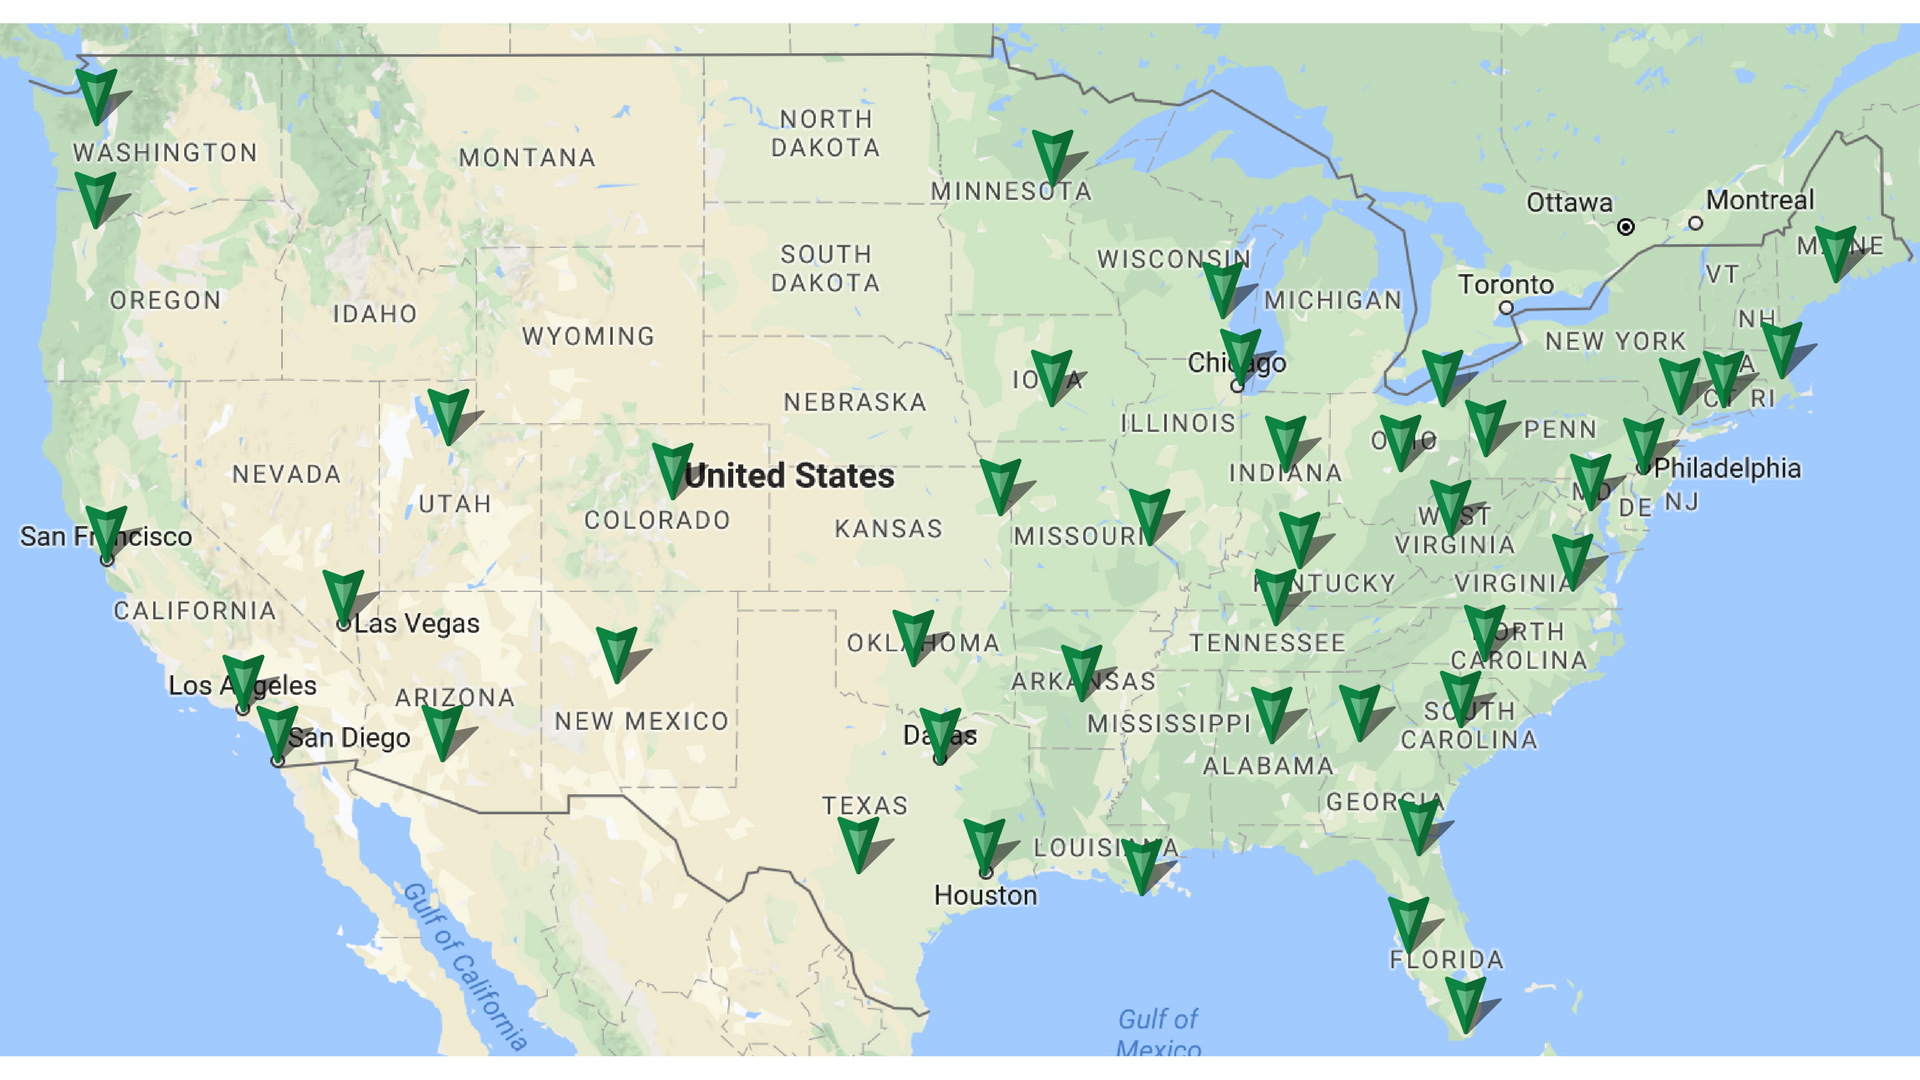 WASHINGTON
MONTANA
NORTH
DAKOTA
MINNESOTA
Ottawa
Montreal
OREGON
IDAHO
SOUTH
DAKOTA
WISCONSIN
MICHIGAN
Toronto
VT
WYOMING
NEW YORK
NH
NEBRASKA
ILLINOIS
CT RI
NEVADA
UTAH
United States
COLORADO
KANSAS
MISSOURI
INDIANA
PENN
Philadelphia
DE
NJ
WEST
VIRGINIA
VIRGINIA
KENTUCKY
CALIFORNIA
Las Vegas
OKLAHOMA
TENNESSEE
NORTH
CAROLINA
Los Angeles
ARIZONA
NEW MEXICO
ARKANSAS
MISSISSIPPI
SOUTH
CAROLINA
San Diego
Dallas
ALABAMA
TEXAS
GEORGIA
LOUISIANA
Houston
FLORIDA
Gulf of California
Gulf of
Mexico
San Francisco
Chicago
IOWA
OHIO
MAINE
MD